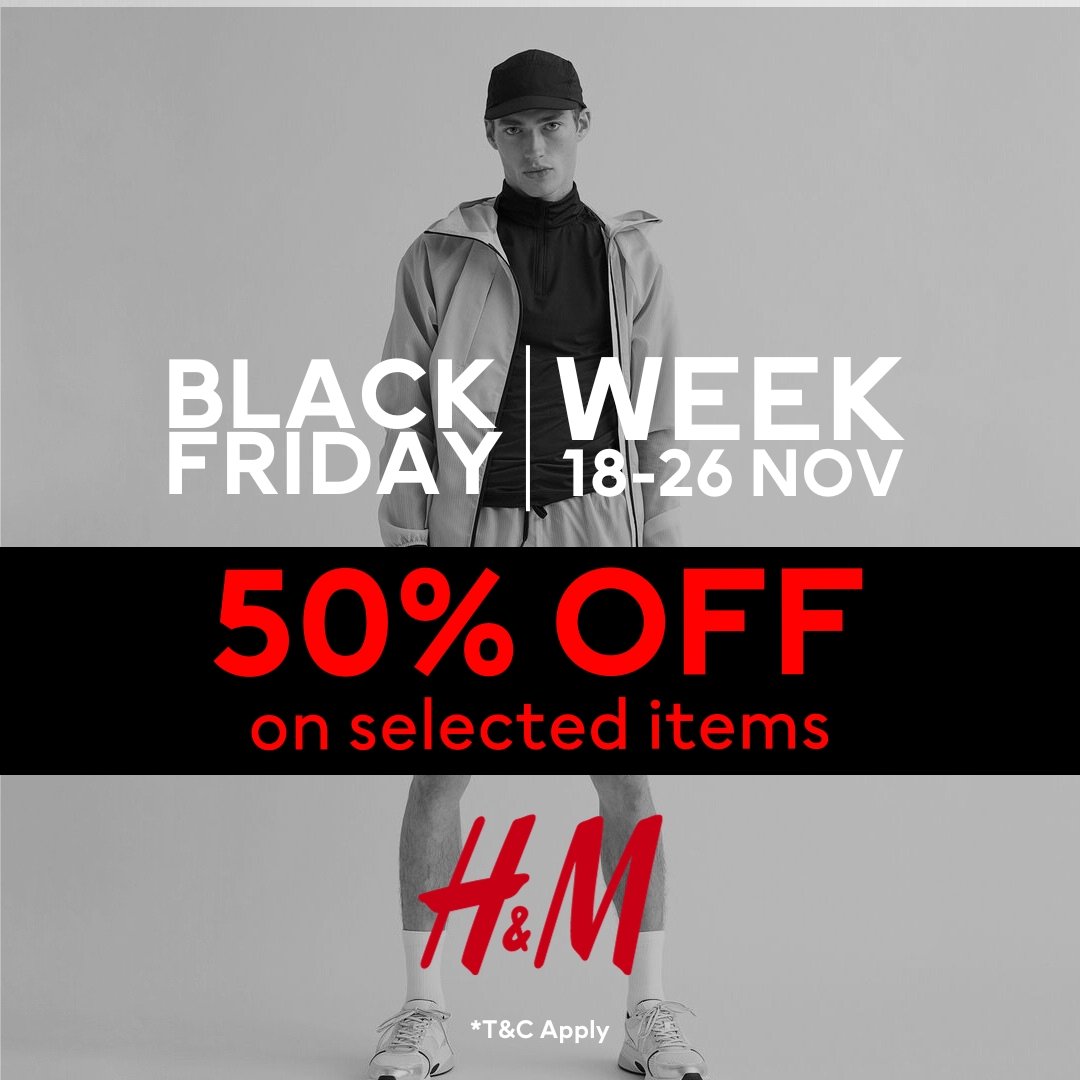 BLACK
FRIDAY
WEEK
18-26 NOV
50% OFF
on selected items
H&M
*T&C Apply